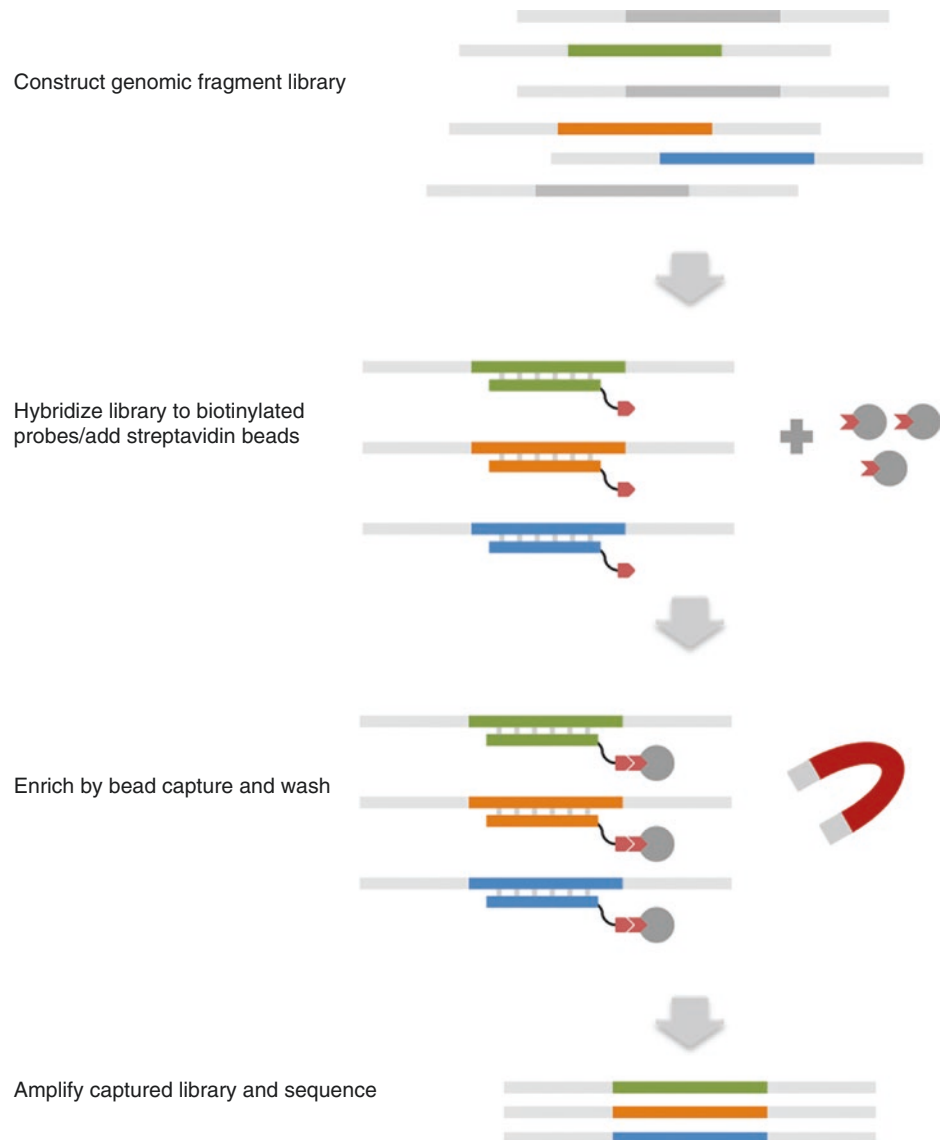 Construct genomic fragment library
Hybridize library to biotinylated
probes/add streptavidin beads
Enrich by bead capture and wash
Amplify captured library and sequence